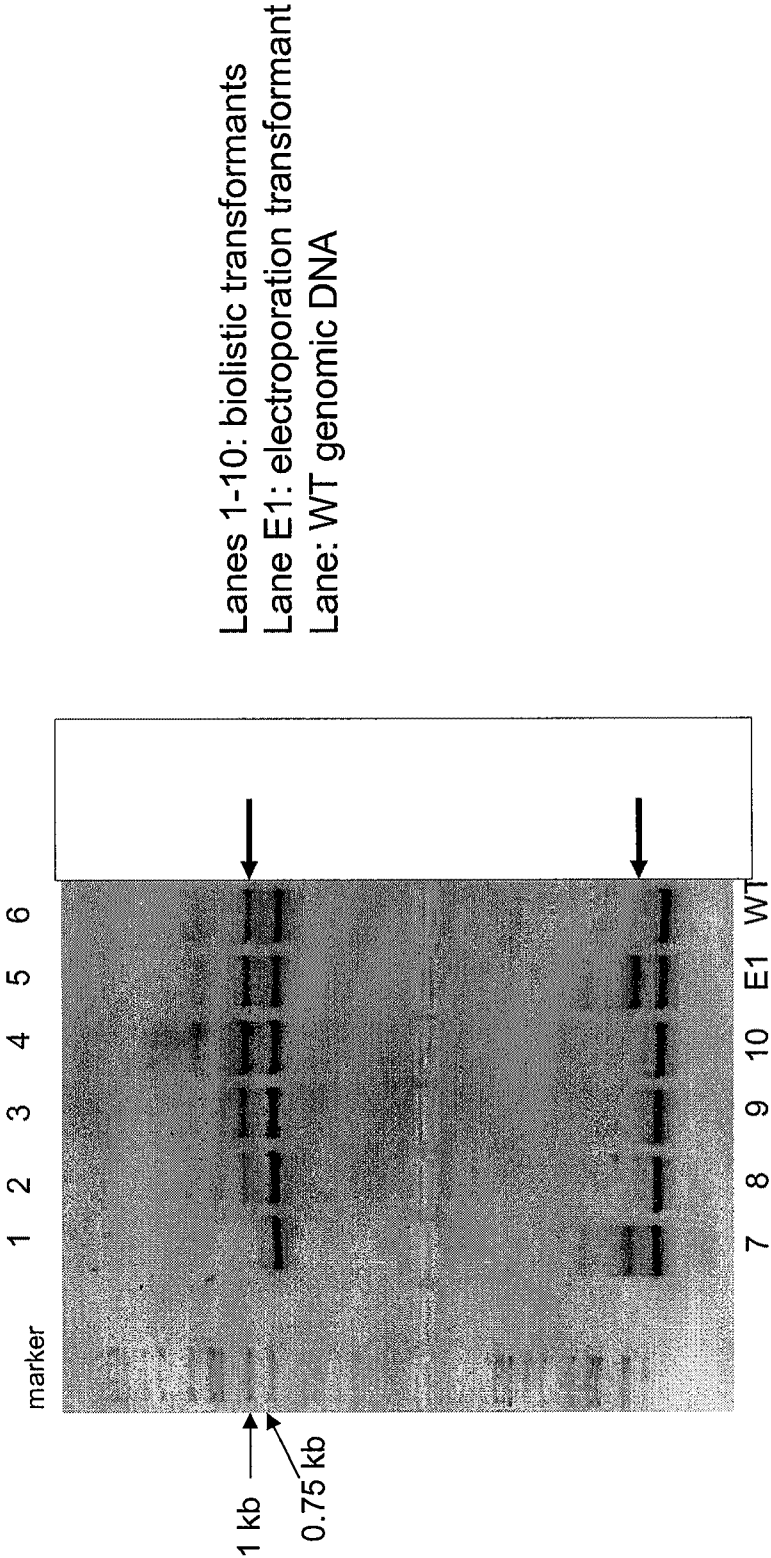 marker
1 2 3 4 5 6
1 kb
0.75 kb
7 8 9 10 E1 WT
Lanes 1-10: biolistic transformants
Lane E1: electroporation transformant
Lane: WT genomic DNA